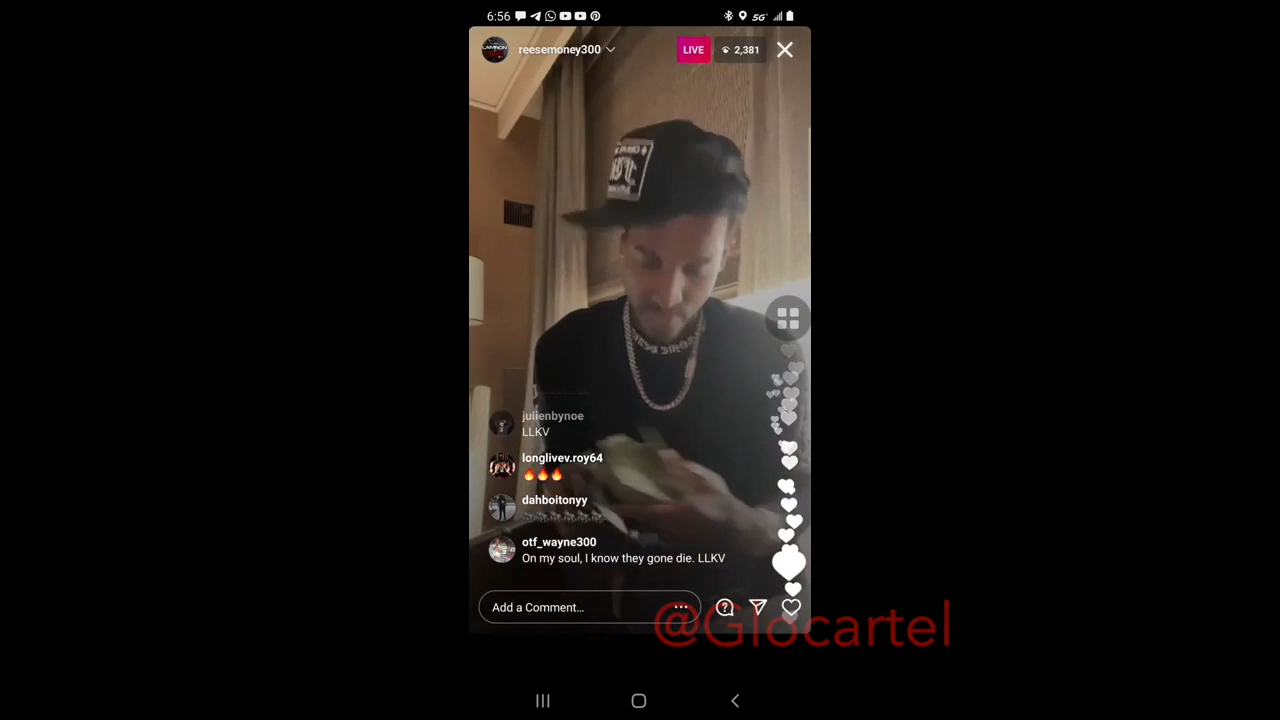 6:56
5G
reesemoney300
LIVE
2,381
julienbynoe
LLKV
longlivev.roy64
🔥🔥🔥
dahboitonyy
otf_wayne300
On my soul, I know they gone die. LLKV
Add a Comment…
@Glocartel